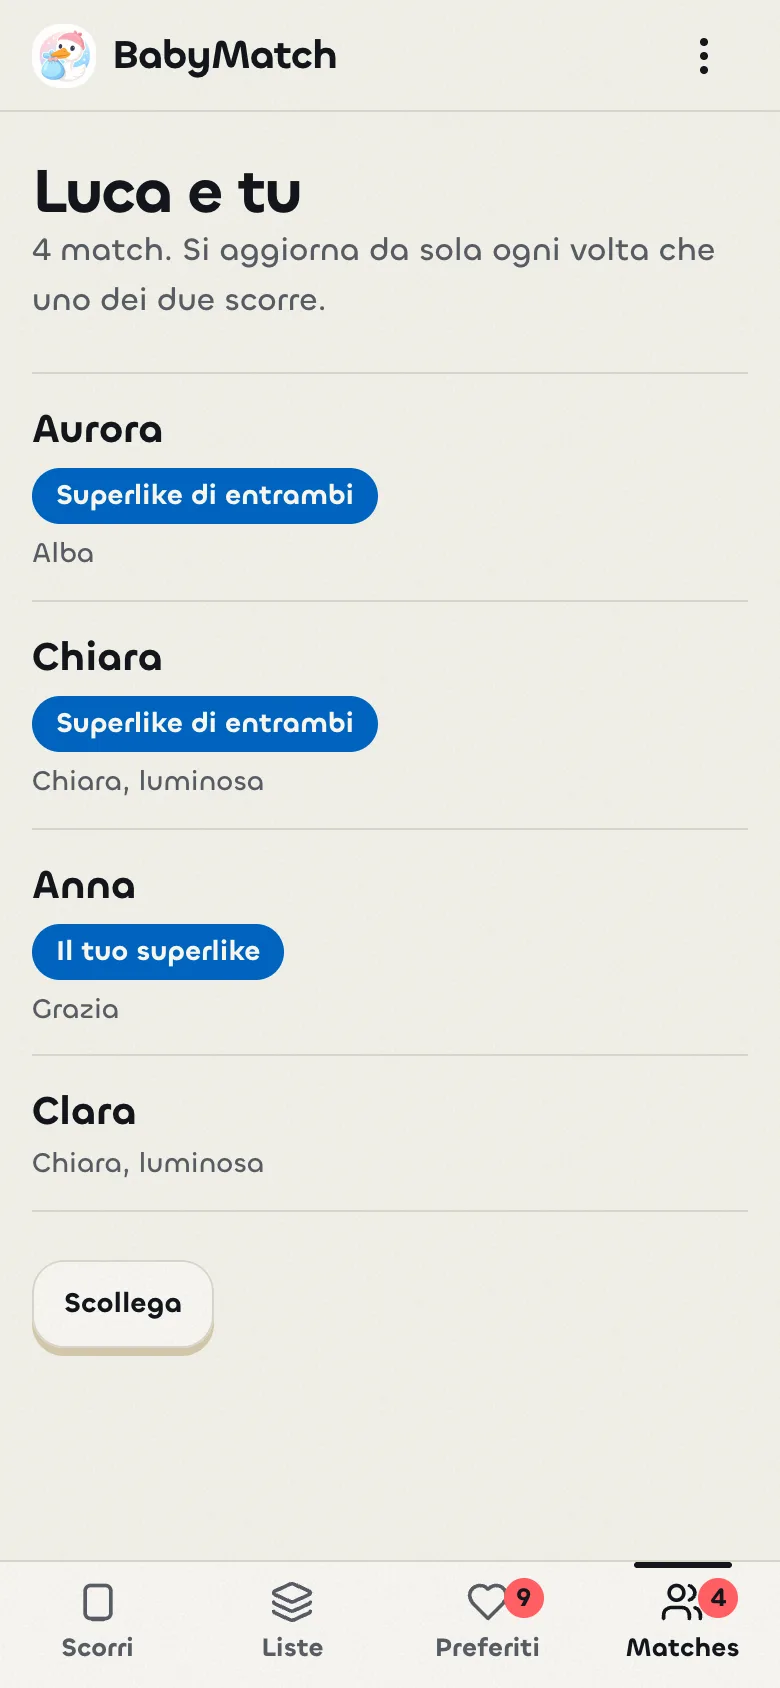 BabyMatch
Luca e tu
4 match. Si aggiorna da sola ogni volta che
uno dei due scorre.
Aurora
Superlike di entrambi
Alba
Chiara
Superlike di entrambi
Chiara, luminosa
Anna
Il tuo superlike
Grazia
Clara
Chiara, luminosa
Scollega
9
4
Scorri
Liste
Preferiti
Matches